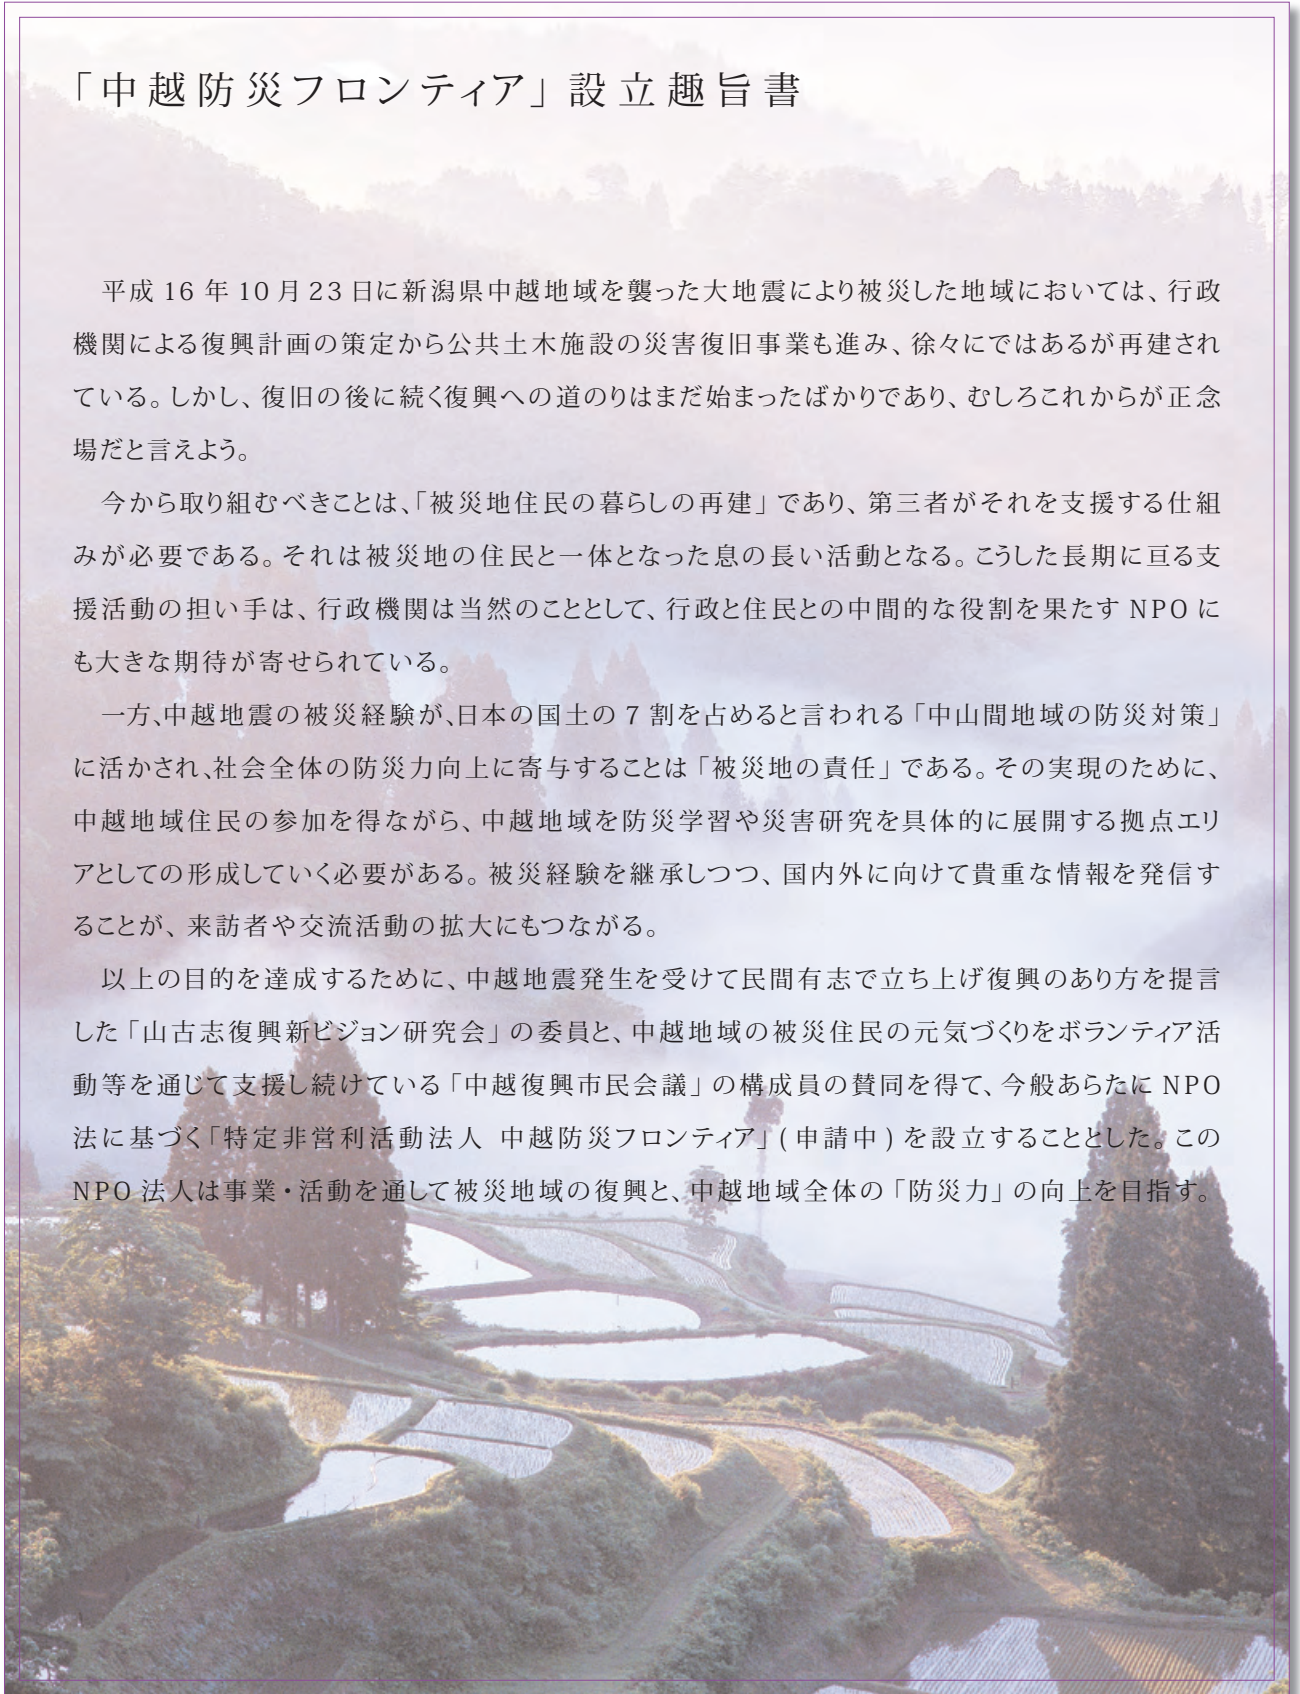 「中越防災フロンティア」設立趣旨書
平成 16 年 10 月 23 日に新潟県中越地域を襲った大地震により被災した地域においては、行政
機関による復興計画の策定から公共土木施設の災害復旧事業も進み、徐々にではあるが再建され
ている。しかし、復旧の後に続く復興への道のりはまだ始まったばかりであり、むしろこれからが正念
場だと言えよう。
今から取り組むべきことは、「被災地住民の暮らしの再建」であり、第三者がそれを支援する仕組
みが必要である。それは被災地の住民と一体となった息の長い活動となる。こうした長期に亘る支
援活動の担い手は、行政機関は当然のこととして、行政と住民との中間的な役割を果たす NPO に
も大きな期待が寄せられている。
一方、中越地震の被災経験が、日本の国土の 7 割を占めると言われる「中山間地域の防災対策」
に活かされ、社会全体の防災力向上に寄与することは「被災地の責任」である。その実現のために、
中越地域住民の参加を得ながら、中越地域を防災学習や災害研究を具体的に展開する拠点エリ
アとしての形成していく必要がある。被災経験を継承しつつ、国内外に向けて貴重な情報を発信す
ることが、来訪者や交流活動の拡大にもつながる。
以上の目的を達成するために、中越地震発生を受けて民間有志で立ち上げ復興のあり方を提言
した「山古志復興新ビジョン研究会」の委員と、中越地域の被災住民の元気づくりをボランティア活
動等を通じて支援し続けている「中越復興市民会議」の構成員の賛同を得て、今般あらたに NPO
法に基づく「特定非営利活動法人 中越防災フロンティア」(申請中)を設立することとした。この
NPO 法人は事業・活動を通して被災地域の復興と、中越地域全体の「防災力」の向上を目指す。